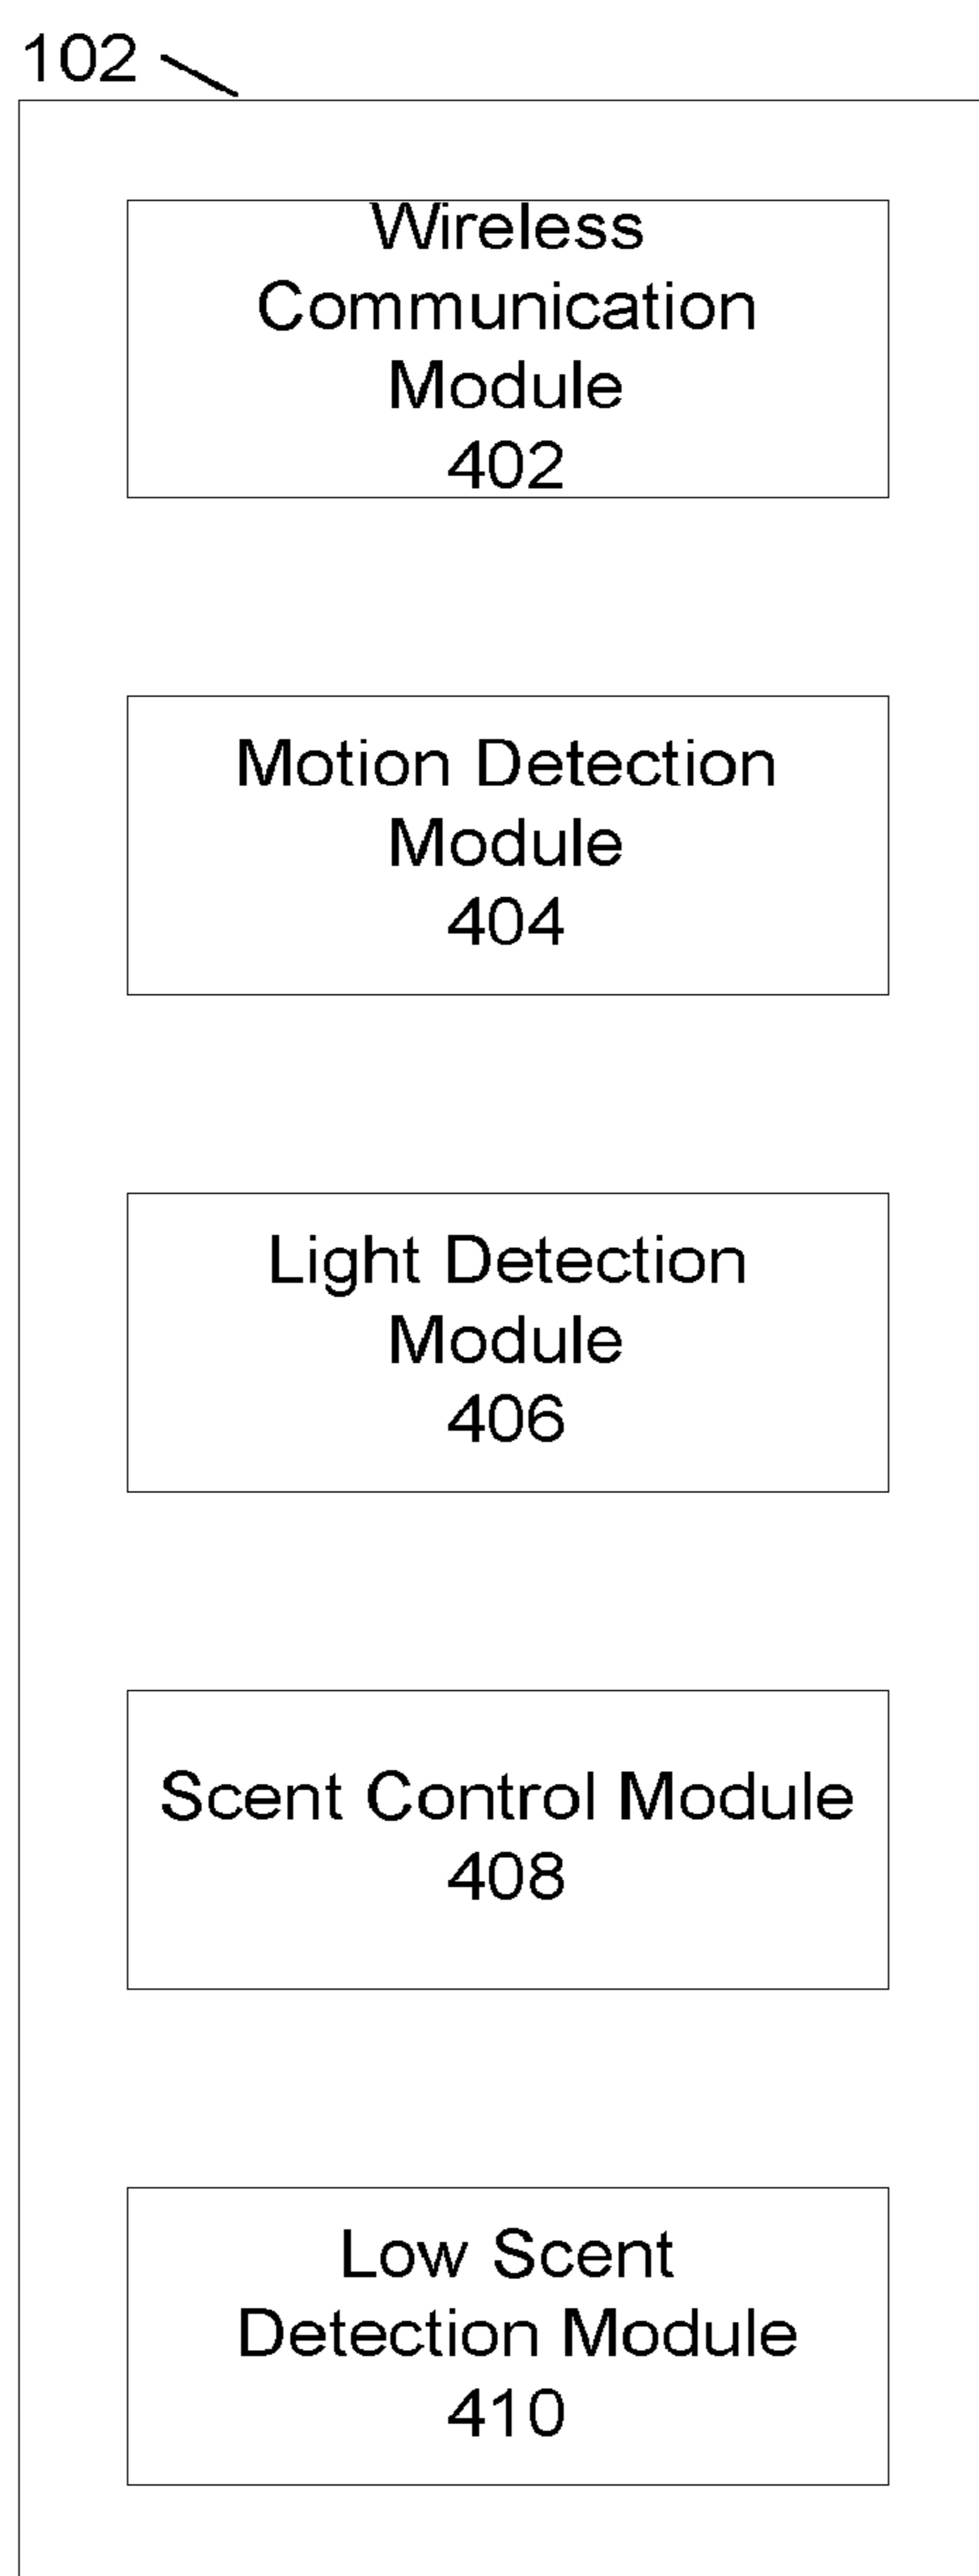 102
Wireless
Communication
Module
402
Motion Detection
Module
404
Light Detection
Module
406
Scent Control Module
408
Low Scent
Detection Module
410